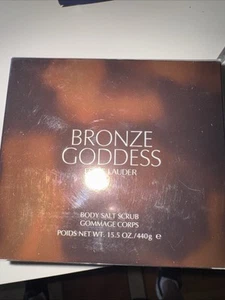 BRONZE
GODDESS
LAUDER
BODY SALT SCRUB
GOMMAGE CORPS
POIDS NET WT. 15.5 OZ./440g e